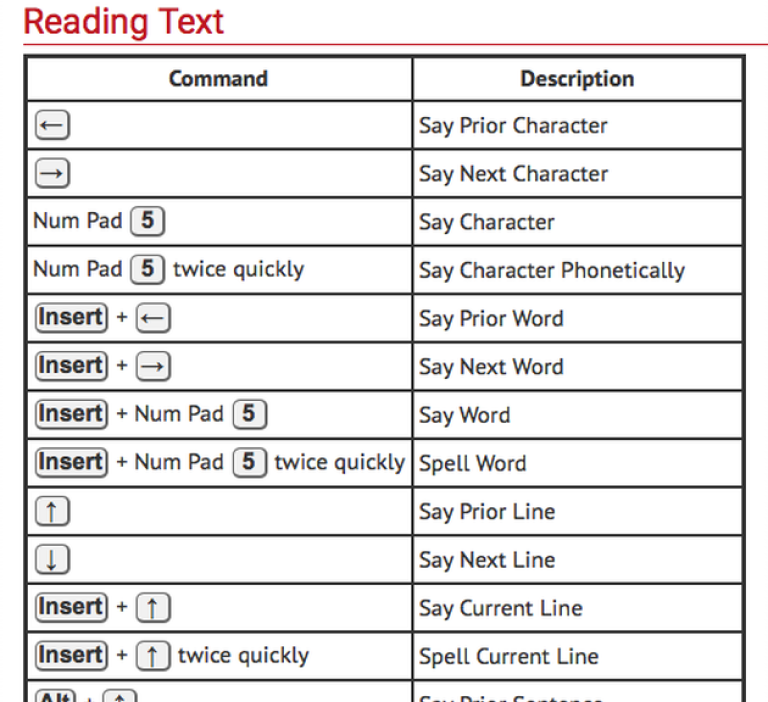 Reading Text
Command Description
← Say Prior Character
→ Say Next Character
Num Pad 5 Say Character
Num Pad 5 twice quickly Say Character Phonetically
Insert + ← Say Prior Word
Insert + → Say Next Word
Insert + Num Pad 5 Say Word
Insert + Num Pad 5 twice quickly Spell Word
↑ Say Prior Line
↓ Say Next Line
Insert + ↑ Say Current Line
Insert + ↑ twice quickly Spell Current Line
Alt + ↑ Say Prior Sentence